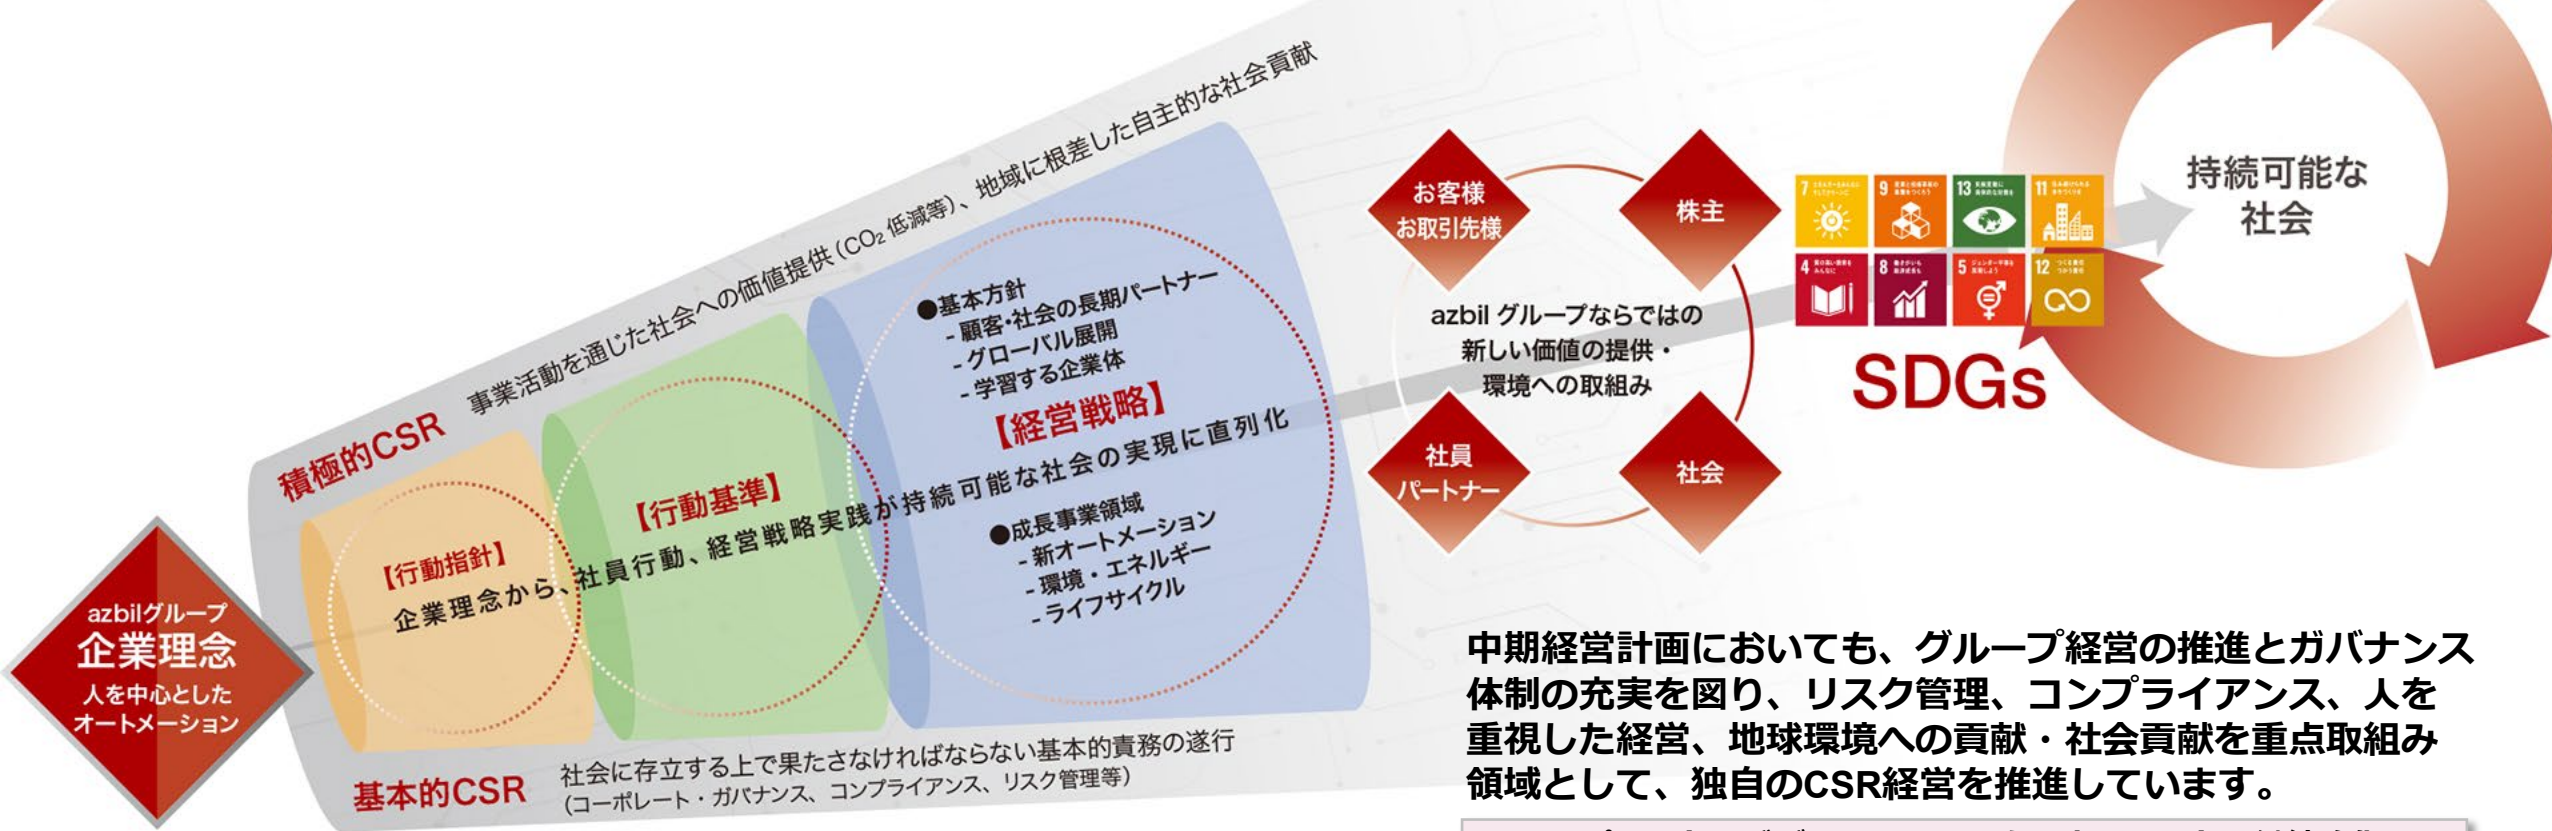 azbilグループ
企業理念
人を中心とした
オートメーション
積極的CSR 事業活動を通じた社会への価値提供(CO₂低減等)、地域に根差した自主的な社会貢献
【行動指針】
【行動基準】
●基本方針
- 顧客・社会の長期パートナー
- グローバル展開
- 学習する企業体
【経営戦略】
企業理念から、社員行動、経営戦略実践が持続可能な社会の実現に直列化
●成長事業領域
- 新オートメーション
- 環境・エネルギー
- ライフサイクル
基本的CSR 社会に存立する上で果たさなければならない基本的責務の遂行
(コーポレート・ガバナンス、コンプライアンス、リスク管理等)
お客様
お取引先様
株主
azbil グループならではの
新しい価値の提供・
環境への取組み
社員
パートナー
社会
7
9
13
11
4
8
5
12
SDGs
持続可能な
社会
中期経営計画においても、グループ経営の推進とガバナンス
体制の充実を図り、リスク管理、コンプライアンス、人を
重視した経営、地球環境への貢献・社会貢献を重点取組み
領域として、独自のCSR経営を推進しています。